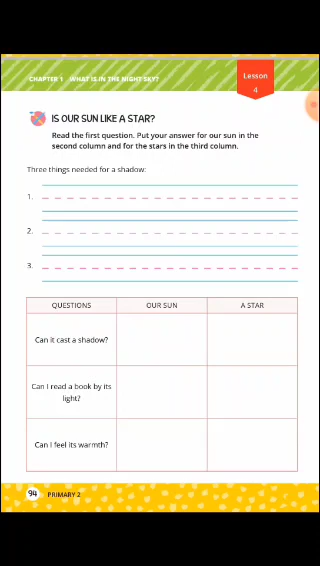 CHAPTER 1 WHAT IS IN THE NIGHT SKY?
Lesson
4
IS OUR SUN LIKE A STAR?
Read the first question. Put your answer for our sun in the
second column and for the stars in the third column.
Three things needed for a shadow:
1.
2.
3.
QUESTIONS OUR SUN A STAR
Can it cast a shadow?
Can I read a book by its
light?
Can I feel its warmth?
94 PRIMARY 2